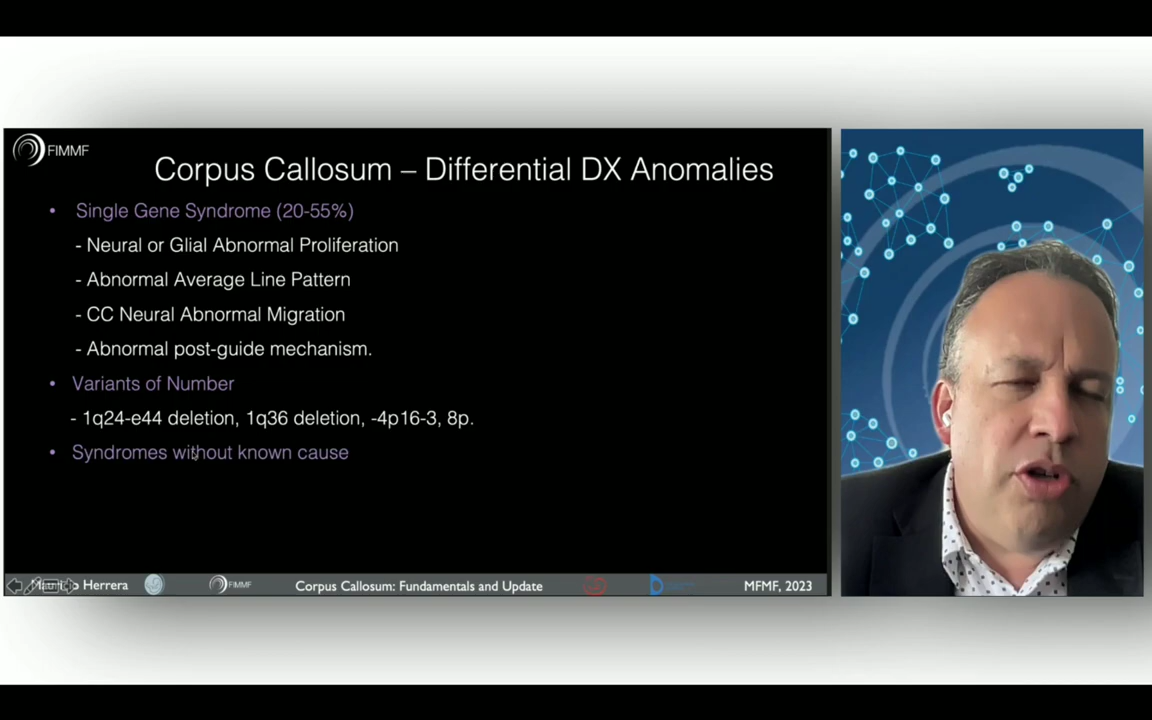 FIMMF
Corpus Callosum – Differential DX Anomalies
• Single Gene Syndrome (20-55%)
- Neural or Glial Abnormal Proliferation
- Abnormal Average Line Pattern
- CC Neural Abnormal Migration
- Abnormal post-guide mechanism.
• Variants of Number
- 1q24-e44 deletion, 1q36 deletion, -4p16-3, 8p.
• Syndromes without known cause
Herrera
FIMMF
Corpus Callosum: Fundamentals and Update
MFMF, 2023